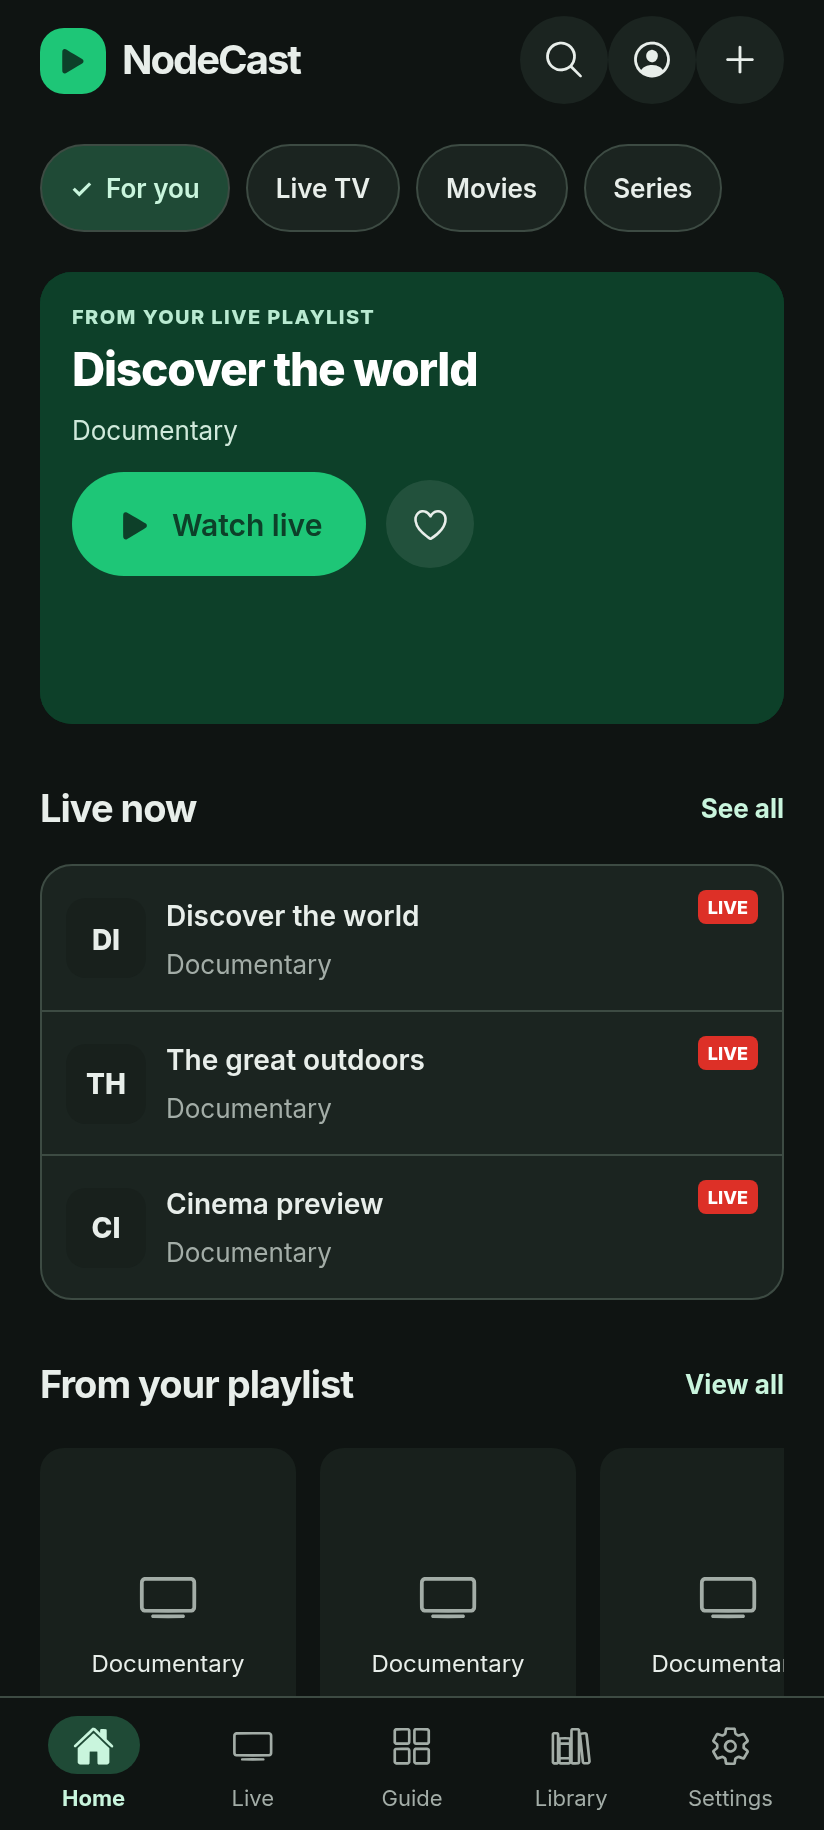 NodeCast
For you
Live TV
Movies
Series
FROM YOUR LIVE PLAYLIST
Discover the world
Documentary
Watch live
Live now
See all
DI
Discover the world
Documentary
LIVE
TH
The great outdoors
Documentary
LIVE
CI
Cinema preview
Documentary
LIVE
From your playlist
View all
Documentary
Documentary
Documentar
Home
Live
Guide
Library
Settings